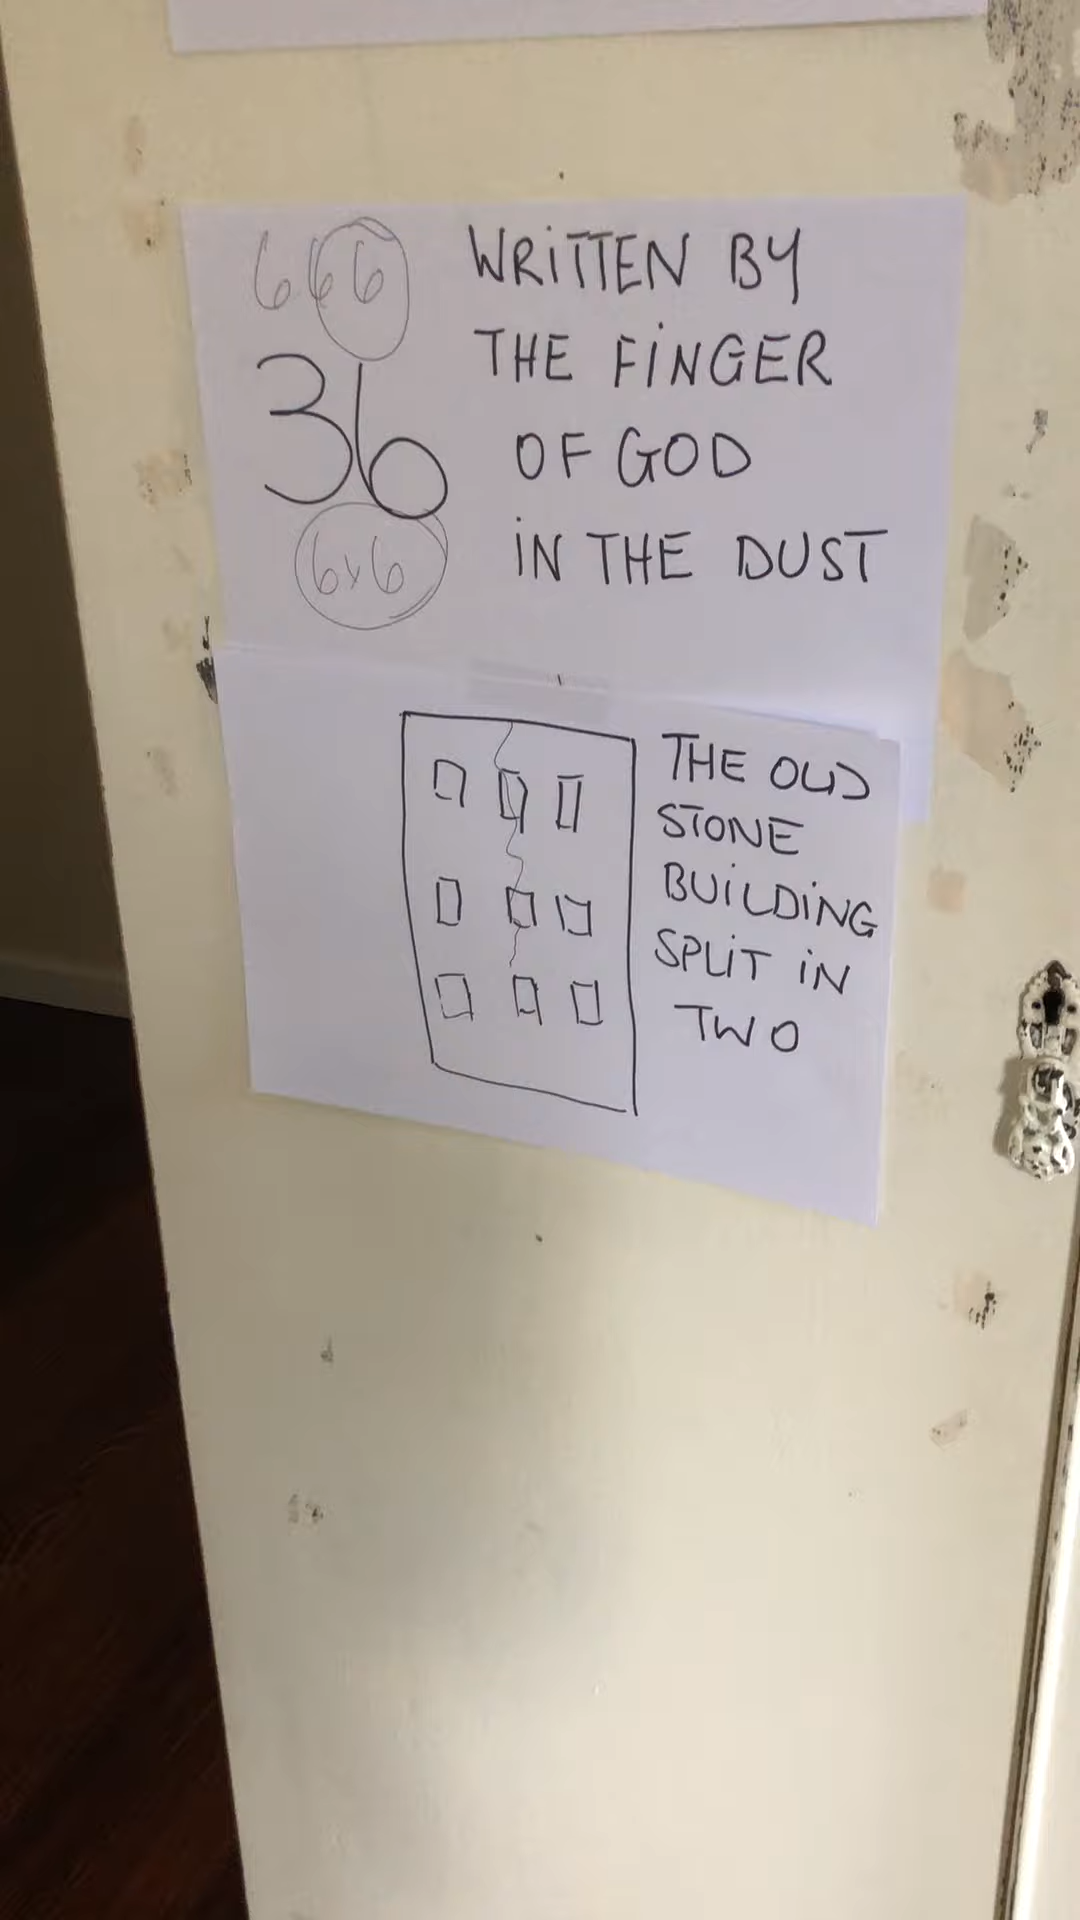 666 WRITTEN BY
36 THE FINGER
OF GOD
6x6 IN THE DUST
THE OLD
STONE
BUILDING
SPLIT IN
TWO